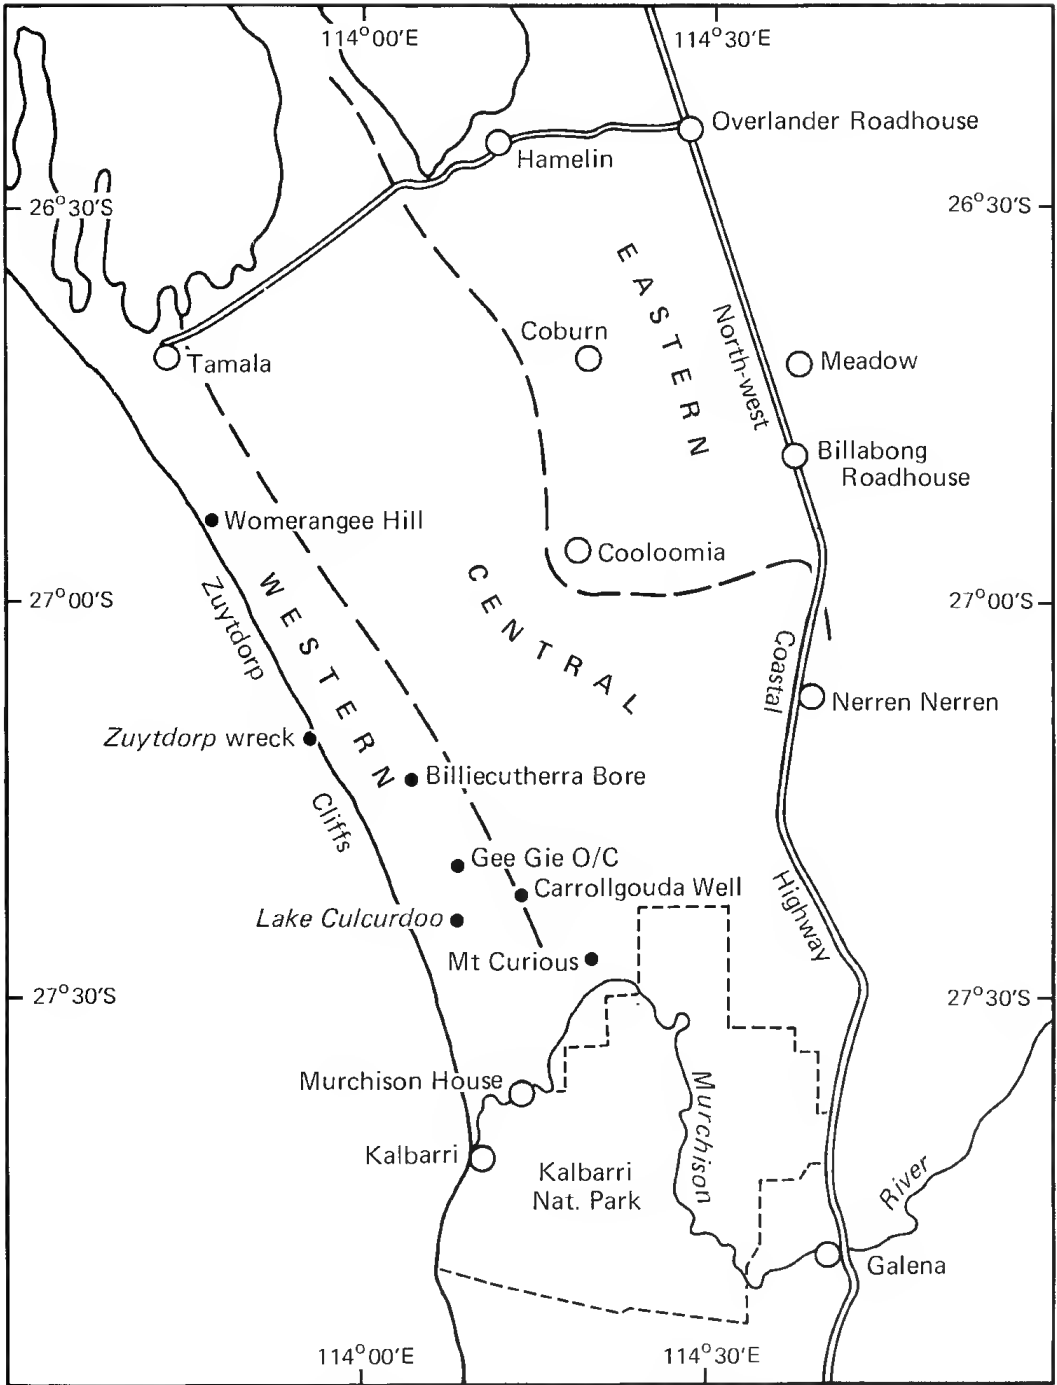 114°00'E
114°30'E
Overlander Roadhouse
Hamelin
26°30'S
26°30'S
EASTERN
Coburn
North-west
Tamala
Meadow
Billabong
Roadhouse
Womerangee Hill
Cooloomia
WESTERN
CENTRAL
Zuytdorp
27°00'S
27°00'S
Coastal
Nerren Nerren
Zuytdorp wreck
Billiecutherra Bore
Cliffs
Gee Gie O/C
Carrollgouda Well
Highway
Lake Culcurdoo
Mt Curious
27°30'S
27°30'S
Murchison House
Murchison
Kalbarri
Kalbarri
Nat. Park
River
Galena
114°00'E
114°30'E